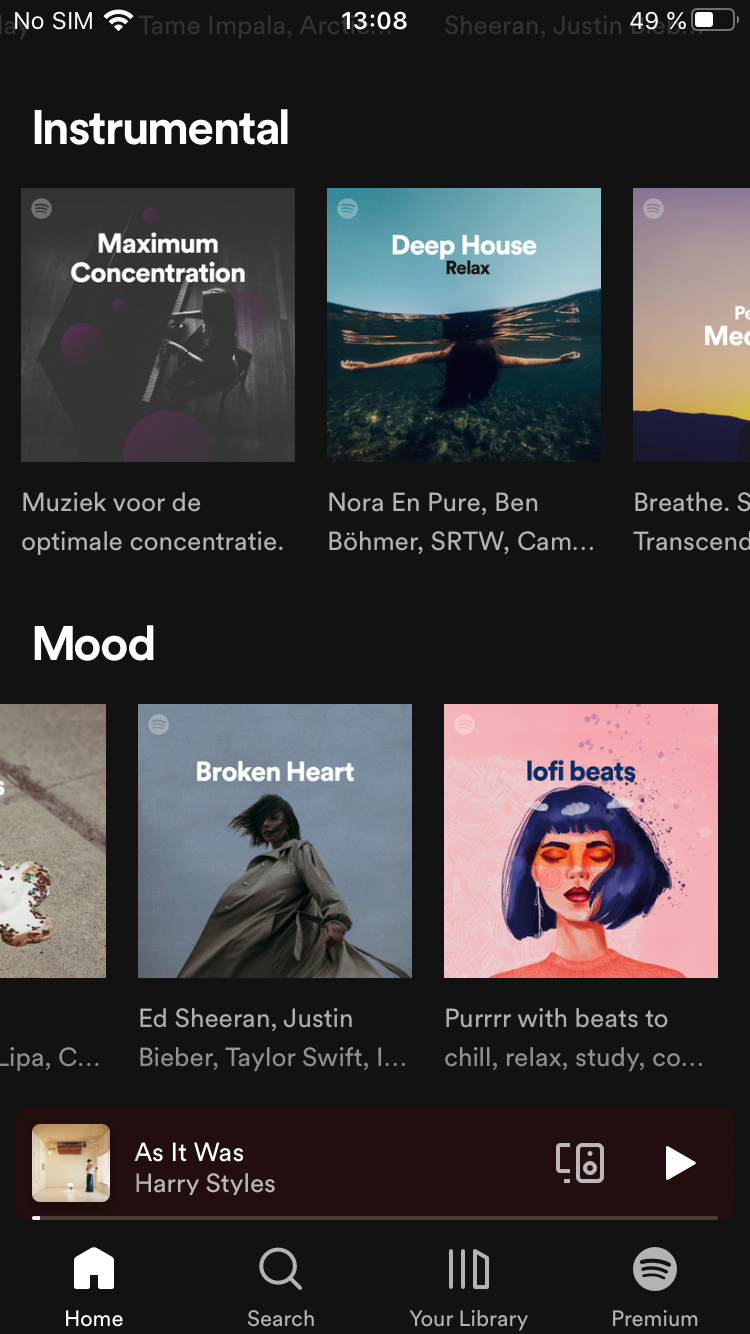 No SIM 13:08 49 %
Tame Impala, Arctic...
Sheeran, Justin Bieb...
Instrumental
Maximum
Concentration
Deep House
Relax
Muziek voor de
optimale concentratie.
Nora En Pure, Ben
Böhmer, SRTW, Cam...
Breathe.
Mood
Broken Heart
lofi beats
Lipa, C...
Ed Sheeran, Justin
Bieber, Taylor Swift, I...
Purrrr with beats to
chill, relax, study, co...
As It Was
Harry Styles
Home
Search
Your Library
Premium